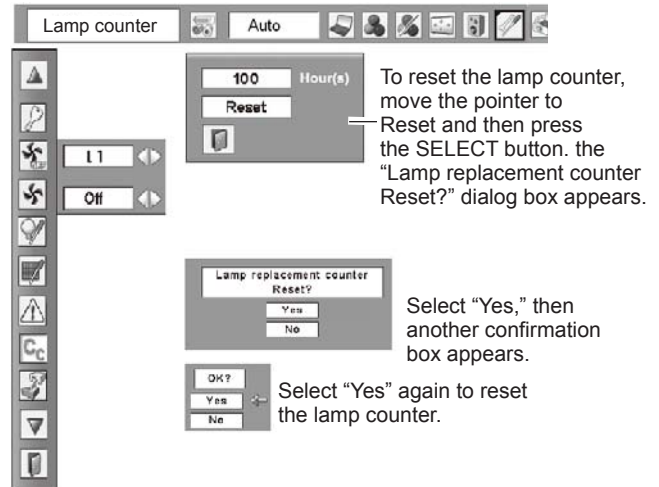 Lamp counter
Auto
100 Hour(s)
Reset
To reset the lamp counter,
move the pointer to
Reset and then press
the SELECT button. the
“Lamp replacement counter
Reset?” dialog box appears.
L1
Off
Cc
Lamp replacement counter
Reset?
Yes
No
Select “Yes,” then
another confirmation
box appears.
OK?
Yes
No
Select “Yes” again to reset
the lamp counter.